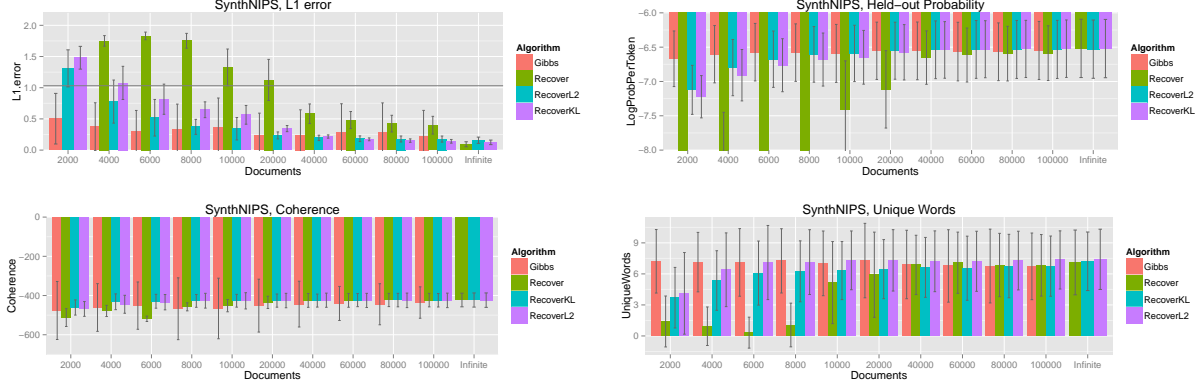 SynthNIPS, L1 error
L1.error
2.0
1.5
1.0
0.5
0.0
2000 4000 6000 8000 10000 20000 40000 60000 80000 100000 Infinite
Documents
Algorithm
Gibbs
Recover
RecoverL2
RecoverKL
SynthNIPS, Held−out Probability
LogProbPerToken
−6.0
−6.5
−7.0
−7.5
−8.0
2000 4000 6000 8000 10000 20000 40000 60000 80000 100000 Infinite
Documents
Algorithm
Gibbs
Recover
RecoverL2
RecoverKL
SynthNIPS, Coherence
Coherence
0
−200
−400
−600
2000 4000 6000 8000 10000 20000 40000 60000 80000 100000 Infinite
Documents
Algorithm
Gibbs
Recover
RecoverKL
RecoverL2
SynthNIPS, Unique Words
UniqueWords
9
6
3
0
2000 4000 6000 8000 10000 20000 40000 60000 80000 100000 Infinite
Documents
Algorithm
Gibbs
Recover
RecoverKL
RecoverL2